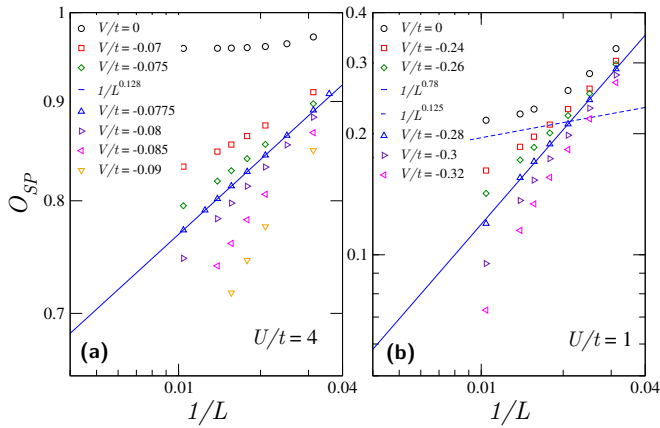 1
0.9
0.8
0.7
O_SP
V/t = 0
V/t = -0.07
V/t = -0.075
1/L^0.128
V/t = -0.0775
V/t = -0.08
V/t = -0.085
V/t = -0.09
(a)
U/t = 4
0.01
0.04
1/L
0.4
0.3
0.2
0.1
V/t = 0
V/t = -0.24
V/t = -0.26
1/L^0.78
1/L^0.125
V/t = -0.28
V/t = -0.3
V/t = -0.32
(b)
U/t = 1
0.01
0.04
1/L